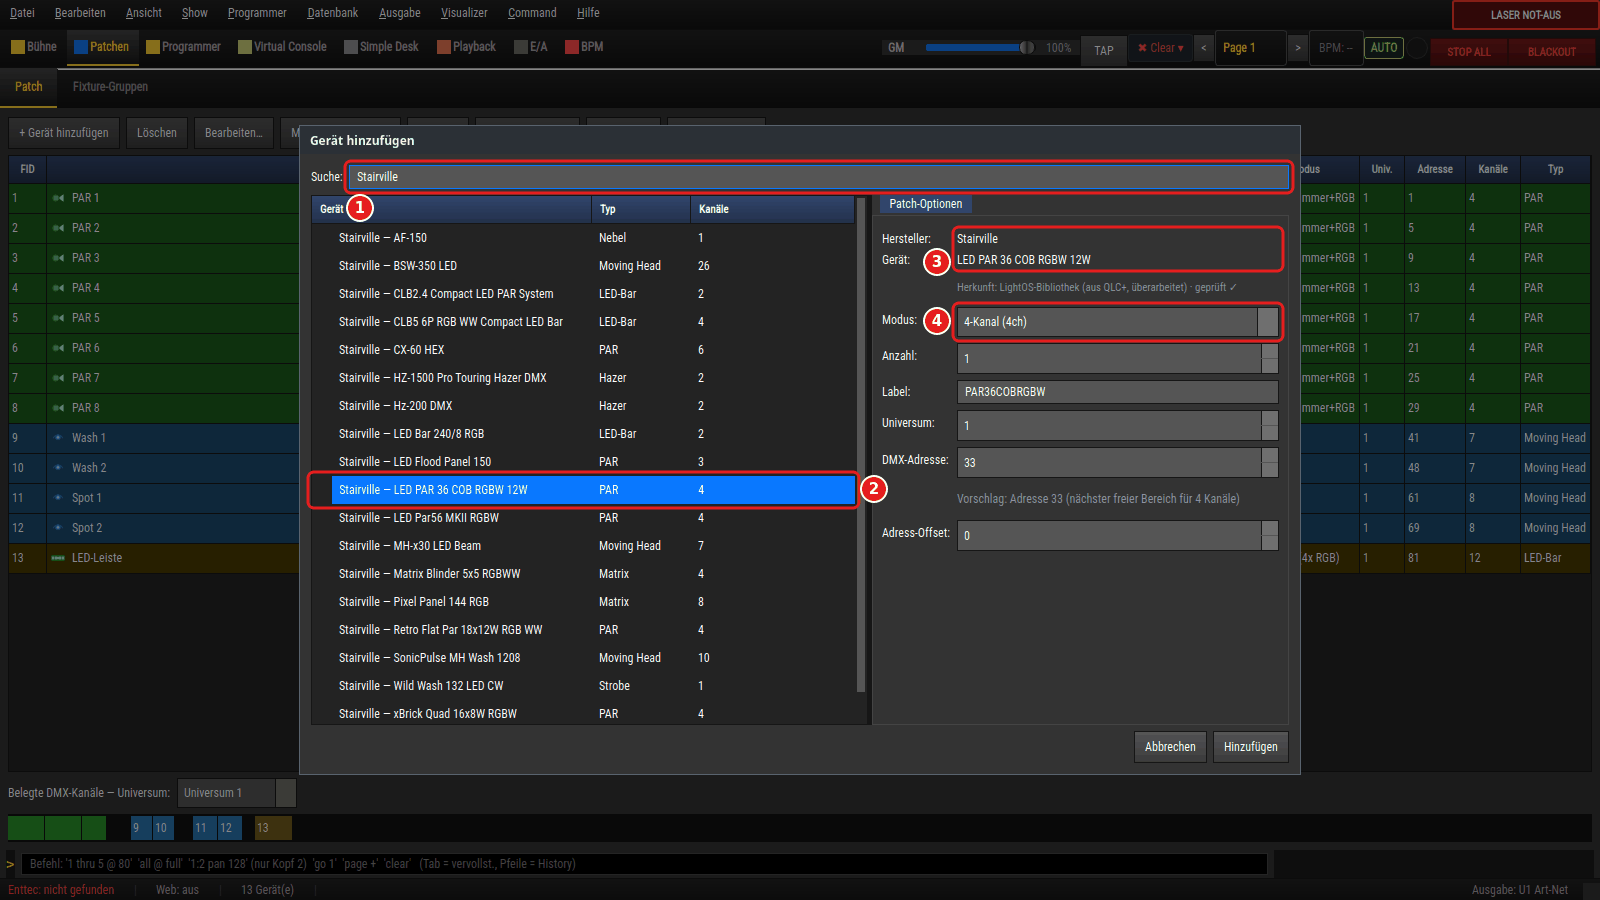 Datei Bearbeiten Ansicht Show Programmer Datenbank Ausgabe Visualizer Command Hilfe
LASER NOT-AUS
Bühne Patchen Programmer Virtual Console Simple Desk Playback E/A BPM
GM 100% TAP ✖ Clear ▾ < Page 1 > BPM: -- AUTO STOP ALL BLACKOUT
Patch Fixture-Gruppen
+ Gerät hinzufügen Löschen Bearbeiten... M
Gerät hinzufügen
Suche: Stairville
1
Gerät Typ Kanäle
Stairville — AF-150 Nebel 1
Stairville — BSW-350 LED Moving Head 26
Stairville — CLB2.4 Compact LED PAR System LED-Bar 2
Stairville — CLB5 6P RGB WW Compact LED Bar LED-Bar 4
Stairville — CX-60 HEX PAR 6
Stairville — HZ-1500 Pro Touring Hazer DMX Hazer 2
Stairville — Hz-200 DMX Hazer 2
Stairville — LED Bar 240/8 RGB LED-Bar 2
Stairville — LED Flood Panel 150 PAR 3
Stairville — LED PAR 36 COB RGBW 12W PAR 4
2
Stairville — LED Par56 MKII RGBW PAR 4
Stairville — MH-x30 LED Beam Moving Head 7
Stairville — Matrix Blinder 5x5 RGBWW Matrix 4
Stairville — Pixel Panel 144 RGB Matrix 8
Stairville — Retro Flat Par 18x12W RGB WW PAR 4
Stairville — SonicPulse MH Wash 1208 Moving Head 10
Stairville — Wild Wash 132 LED CW Strobe 1
Stairville — xBrick Quad 16x8W RGBW PAR 4
Patch-Optionen
Hersteller: Stairville
Gerät: 3 LED PAR 36 COB RGBW 12W
Herkunft: LightOS-Bibliothek (aus QLC+, überarbeitet) · geprüft ✓
Modus: 4 4-Kanal (4ch)
Anzahl: 1
Label: PAR36COBRGBW
Universum: 1
DMX-Adresse: 33
Vorschlag: Adresse 33 (nächster freier Bereich für 4 Kanäle)
Adress-Offset: 0
Abbrechen Hinzufügen
FID odus Univ. Adresse Kanäle Typ
1 PAR 1 mmer+RGB 1 1 4 PAR
2 PAR 2 mmer+RGB 1 5 4 PAR
3 PAR 3 mmer+RGB 1 9 4 PAR
4 PAR 4 mmer+RGB 1 13 4 PAR
5 PAR 5 mmer+RGB 1 17 4 PAR
6 PAR 6 mmer+RGB 1 21 4 PAR
7 PAR 7 mmer+RGB 1 25 4 PAR
8 PAR 8 mmer+RGB 1 29 4 PAR
9 Wash 1 1 41 7 Moving Head
10 Wash 2 1 48 7 Moving Head
11 Spot 1 1 61 8 Moving Head
12 Spot 2 1 69 8 Moving Head
13 LED-Leiste 4x RGB) 1 81 12 LED-Bar
Belegte DMX-Kanäle — Universum: Universum 1
9 10 11 12 13
> Befehl: '1 thru 5 @ 80' 'all @ full' '1:2 pan 128' (nur Kopf 2) 'go 1' 'page +' 'clear' (Tab = vervollst., Pfeile = History)
Enttec: nicht gefunden Web: aus 13 Gerät(e) Ausgabe: U1 Art-Net